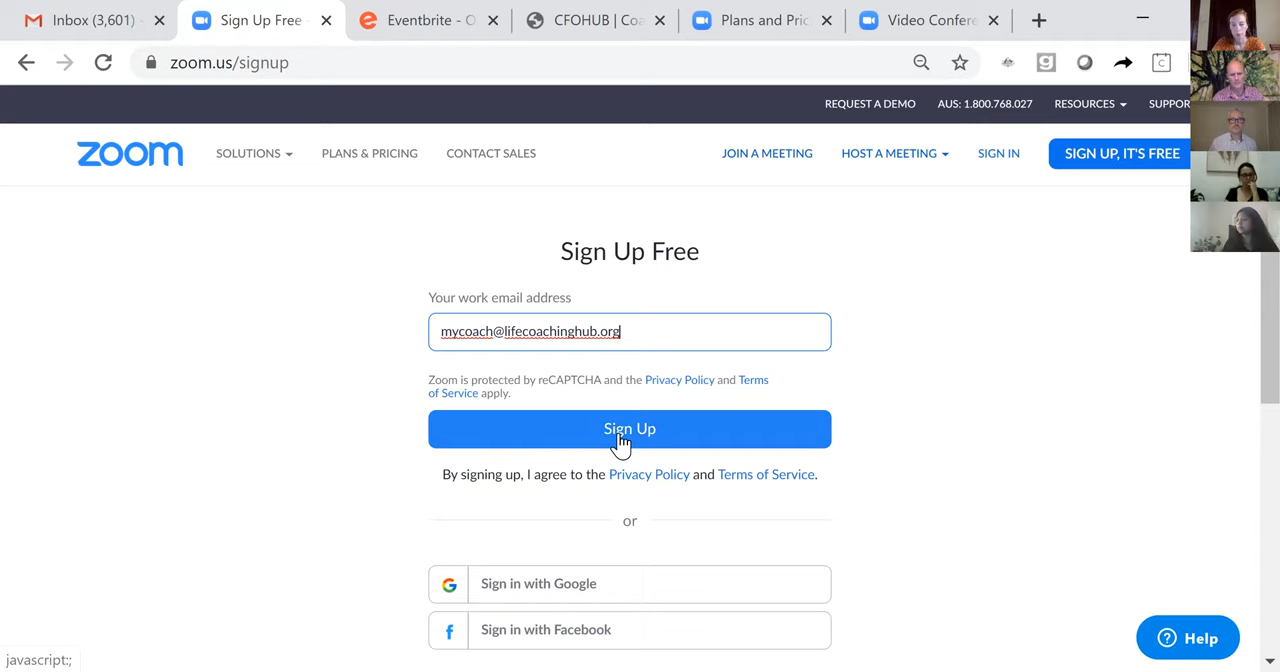 Inbox (3,601)
Sign Up Free -
Eventbrite - O
CFOHUB | Coa
Plans and Pric
Video Confere
zoom.us/signup
REQUEST A DEMO
AUS: 1.800.768.027
RESOURCES
SUPPOR
zoom
SOLUTIONS
PLANS & PRICING
CONTACT SALES
JOIN A MEETING
HOST A MEETING
SIGN IN
SIGN UP, IT'S FREE
Sign Up Free
Your work email address
mycoach@lifecoachinghub.org
Zoom is protected by reCAPTCHA and the Privacy Policy and Terms
of Service apply.
Sign Up
By signing up, I agree to the Privacy Policy and Terms of Service.
or
Sign in with Google
Sign in with Facebook
Help
javascript:;